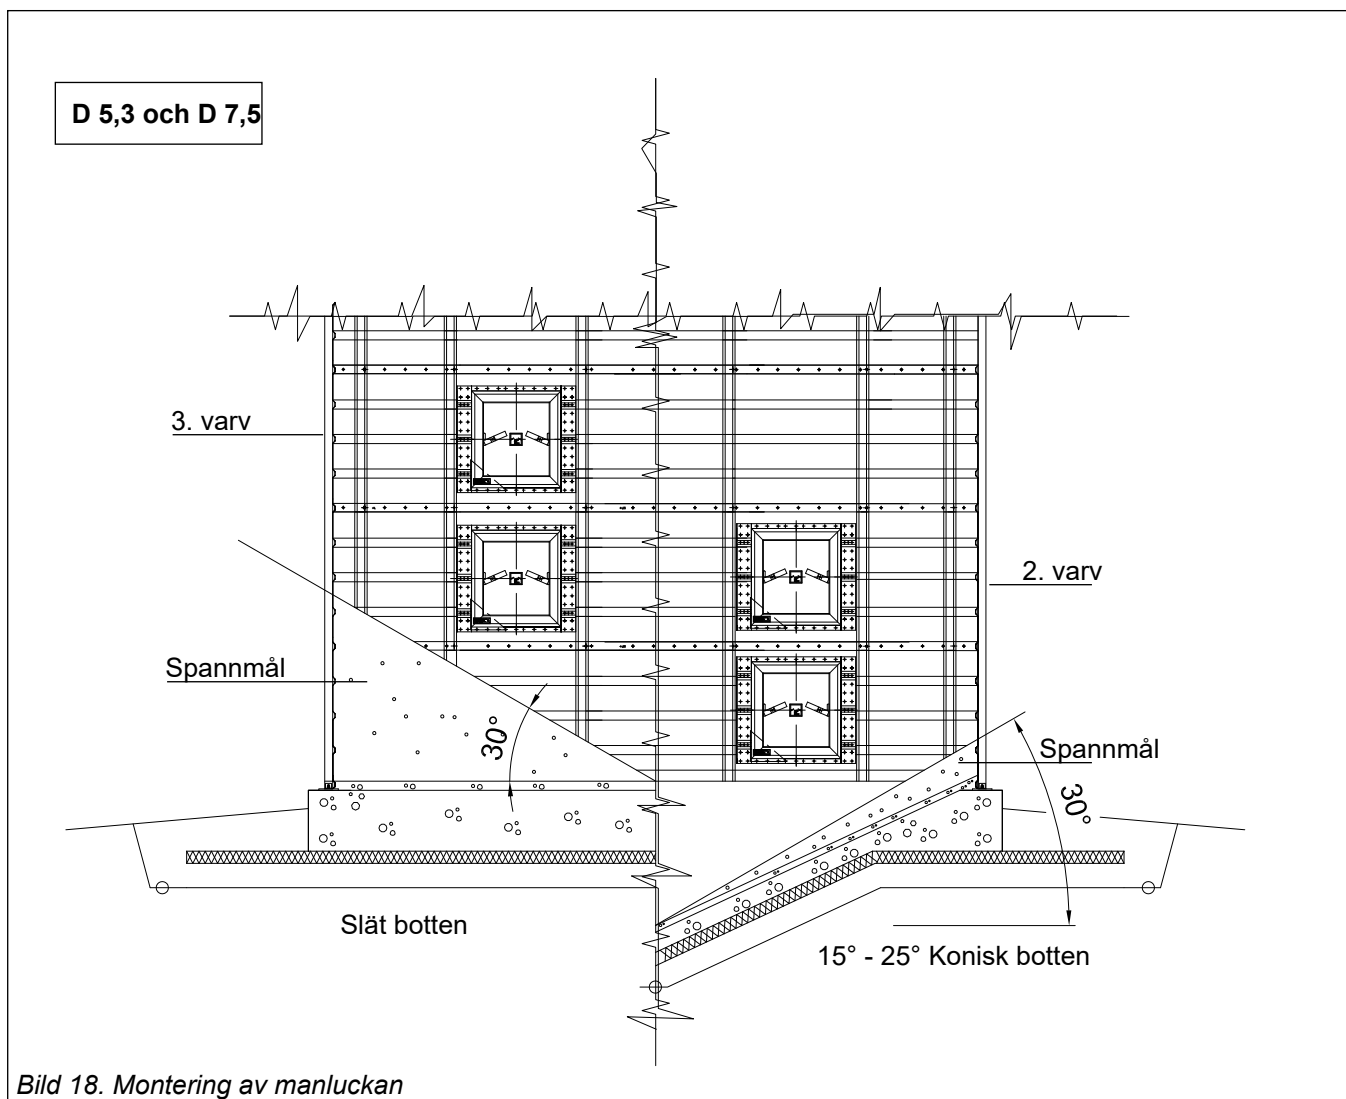 D 5,3 och D 7,5
3. varv
2. varv
Spannmål
30°
Spannmål
30°
Slät botten
15° - 25° Konisk botten
Bild 18. Montering av manluckan